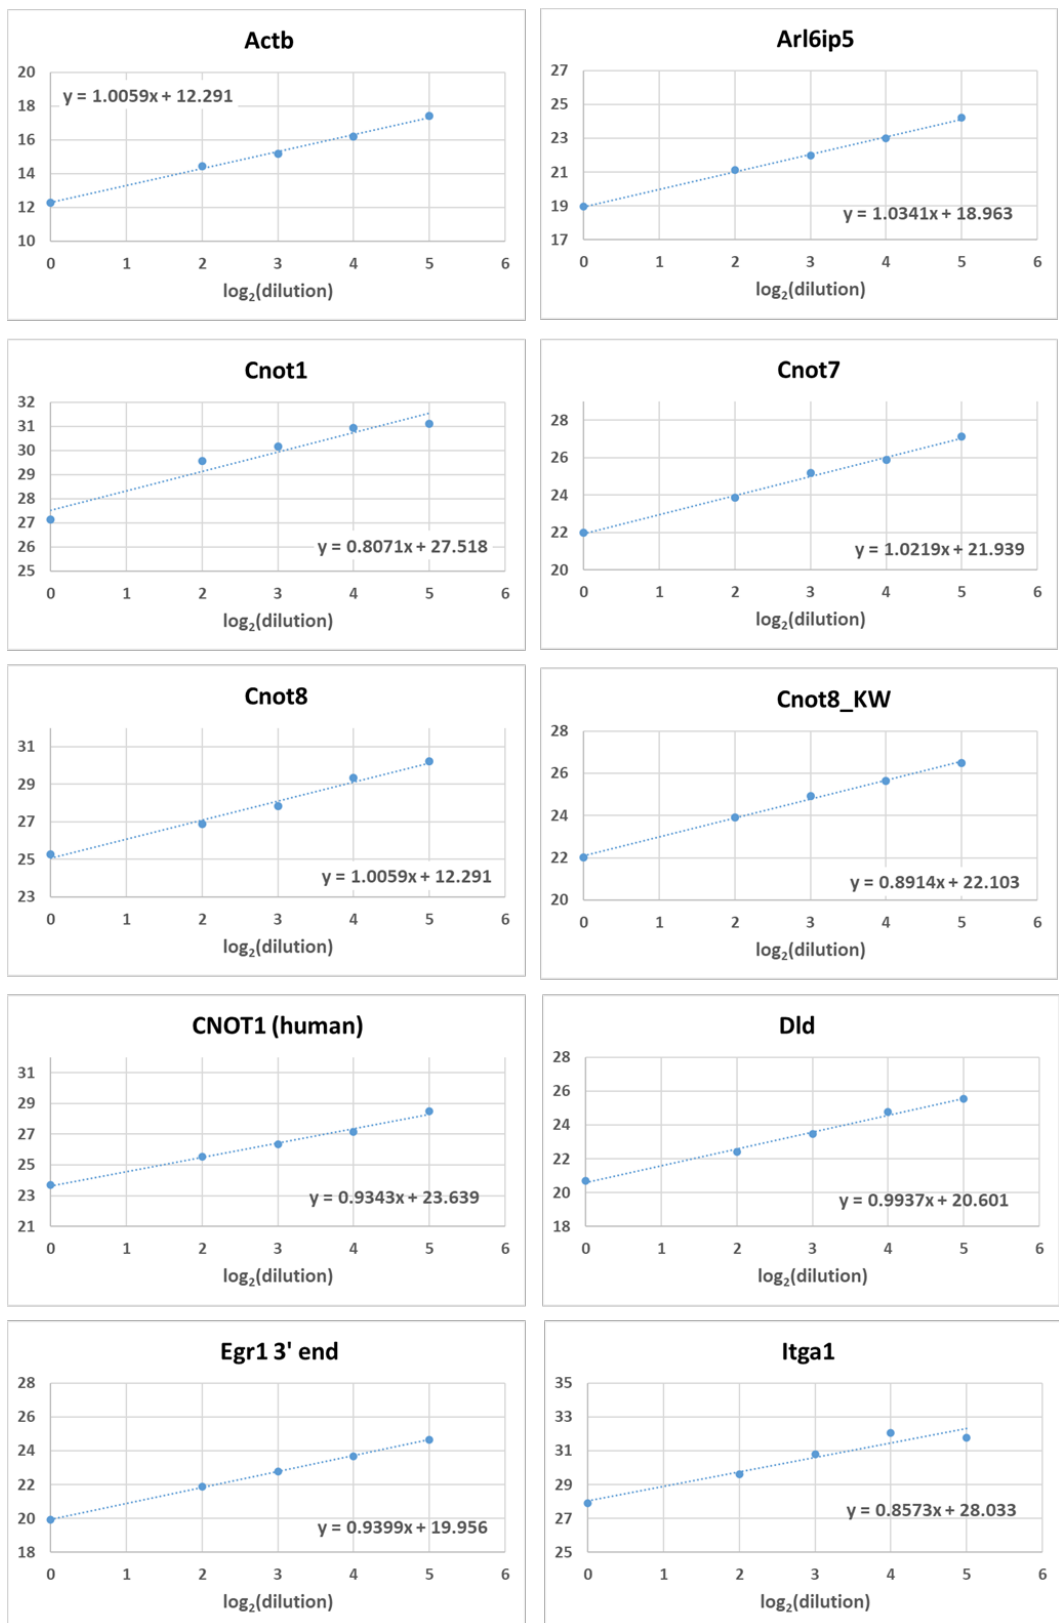 Actb
20
18
16
14
12
10
y = 1.0059x + 12.291
0 1 2 3 4 5 6
log₂(dilution)
Arl6ip5
27
25
23
21
19
17
y = 1.0341x + 18.963
0 1 2 3 4 5 6
log₂(dilution)
Cnot1
32
31
30
29
28
27
26
25
y = 0.8071x + 27.518
0 1 2 3 4 5 6
log₂(dilution)
Cnot7
28
26
24
22
20
y = 1.0219x + 21.939
0 1 2 3 4 5 6
log₂(dilution)
Cnot8
31
29
27
25
23
y = 1.0059x + 12.291
0 1 2 3 4 5 6
log₂(dilution)
Cnot8_KW
28
26
24
22
20
y = 0.8914x + 22.103
0 1 2 3 4 5 6
log₂(dilution)
CNOT1 (human)
31
29
27
25
23
21
y = 0.9343x + 23.639
0 1 2 3 4 5 6
log₂(dilution)
Dld
28
26
24
22
20
18
y = 0.9937x + 20.601
0 1 2 3 4 5 6
log₂(dilution)
Egr1 3' end
28
26
24
22
20
18
y = 0.9399x + 19.956
0 1 2 3 4 5 6
log₂(dilution)
Itga1
35
33
31
29
27
25
y = 0.8573x + 28.033
0 1 2 3 4 5 6
log₂(dilution)